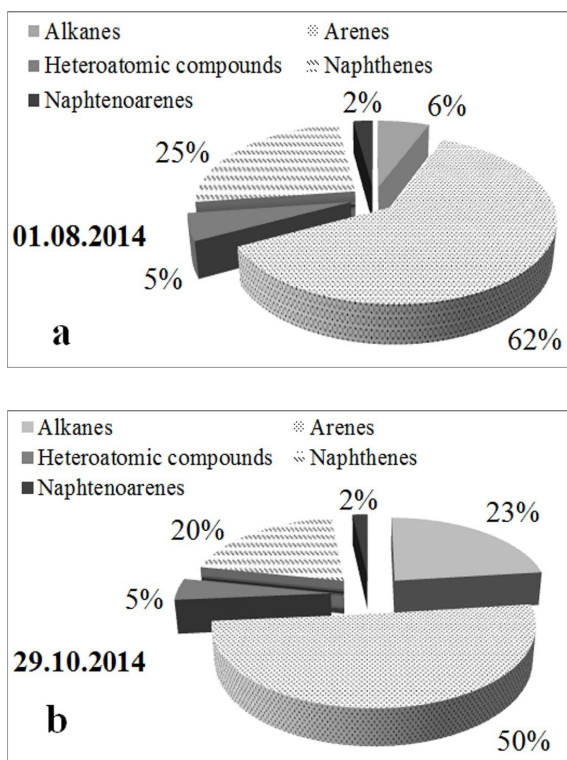 Alkanes Arenes
Heteroatomic compounds Naphthenes
Naphtenoarenes
2%
6%
25%
01.08.2014
5%
a
62%
Alkanes Arenes
Heteroatomic compounds Naphthenes
Naphtenoarenes
2%
23%
20%
5%
29.10.2014
b
50%